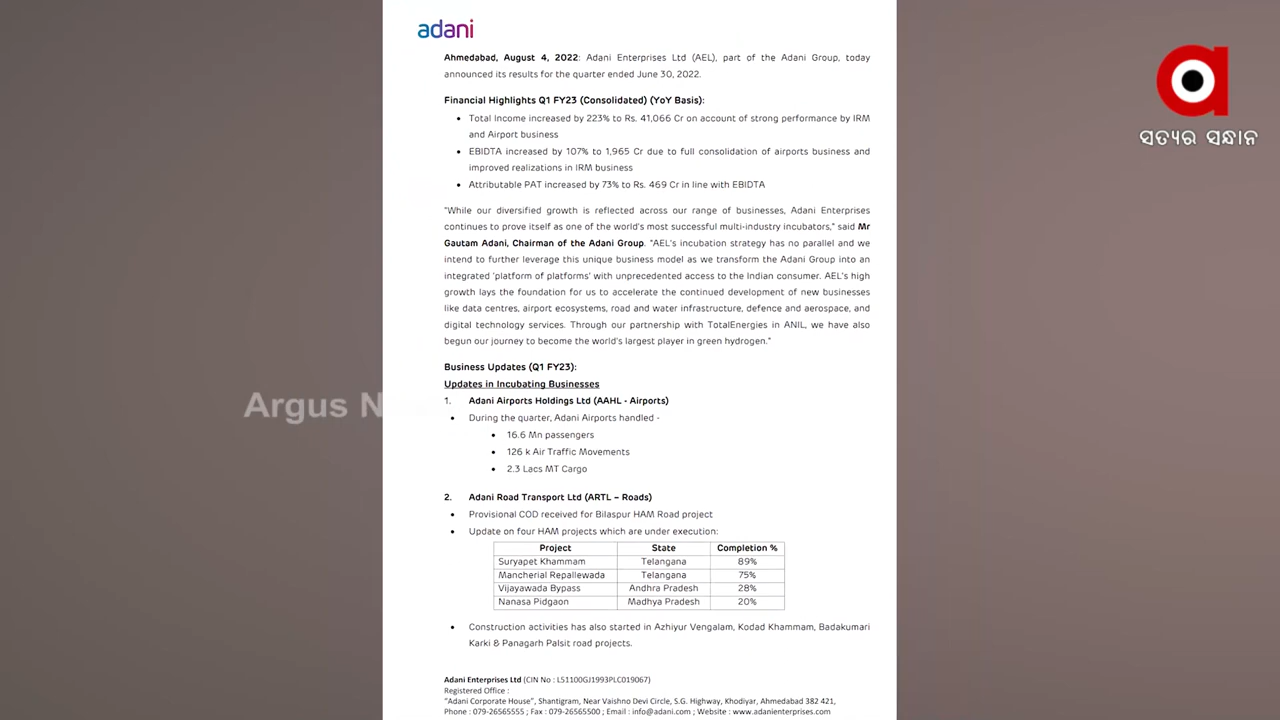 adani
Ahmedabad, August 4, 2022: Adani Enterprises Ltd (AEL), part of the Adani Group, today
announced its results for the quarter ended June 30, 2022.
Financial Highlights Q1 FY23 (Consolidated) (YoY Basis):
• Total Income increased by 223% to Rs. 41,066 Cr on account of strong performance by IRM
and Airport business
• EBIDTA increased by 107% to 1,965 Cr due to full consolidation of airports business and
improved realizations in IRM business
• Attributable PAT increased by 73% to Rs. 469 Cr in line with EBIDTA
"While our diversified growth is reflected across our range of businesses, Adani Enterprises
continues to prove itself as one of the world's most successful multi-industry incubators," said Mr
Gautam Adani, Chairman of the Adani Group. "AEL's incubation strategy has no parallel and we
intend to further leverage this unique business model as we transform the Adani Group into an
integrated 'platform of platforms' with unprecedented access to the Indian consumer. AEL's high
growth lays the foundation for us to accelerate the continued development of new businesses
like data centres, airport ecosystems, road and water infrastructure, defence and aerospace, and
digital technology services. Through our partnership with TotalEnergies in ANIL, we have also
begun our journey to become the world's largest player in green hydrogen."
Business Updates (Q1 FY23):
Updates in Incubating Businesses
1. Adani Airports Holdings Ltd (AAHL - Airports)
• During the quarter, Adani Airports handled -
• 16.6 Mn passengers
• 126 k Air Traffic Movements
• 2.3 Lacs MT Cargo
2. Adani Road Transport Ltd (ARTL – Roads)
• Provisional COD received for Bilaspur HAM Road project
• Update on four HAM projects which are under execution:
Project State Completion %
Suryapet Khammam Telangana 89%
Mancherial Repallewada Telangana 75%
Vijayawada Bypass Andhra Pradesh 28%
Nanasa Pidgaon Madhya Pradesh 20%
• Construction activities has also started in Azhiyur Vengalam, Kodad Khammam, Badakumari
Karki & Panagarh Palsit road projects.
Adani Enterprises Ltd (CIN No : L51100GJ1993PLC019067)
Registered Office :
"Adani Corporate House", Shantigram, Near Vaishno Devi Circle, S.G. Highway, Khodiyar, Ahmedabad 382 421,
Phone : 079-26565555 ; Fax : 079-26565500 ; Email : info@adani.com ; Website : www.adanienterprises.com
Argus
ସତ୍ୟର ସନ୍ଧାନ